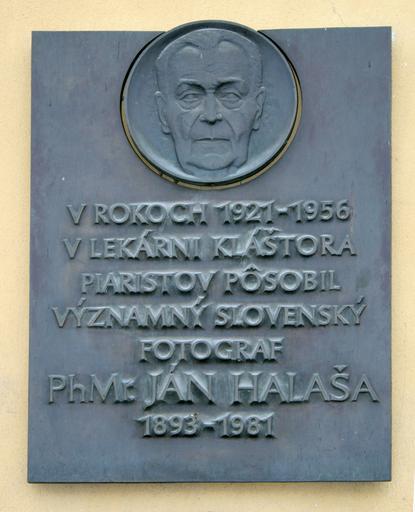 V ROKOCH 1921-1956
V LEKÁRNI KLÁŠTORA
PIARISTOV PÔSOBIL
VÝZNAMNÝ SLOVENSKÝ
FOTOGRAF
PhMr. JÁN HALAŠA
1893-1981